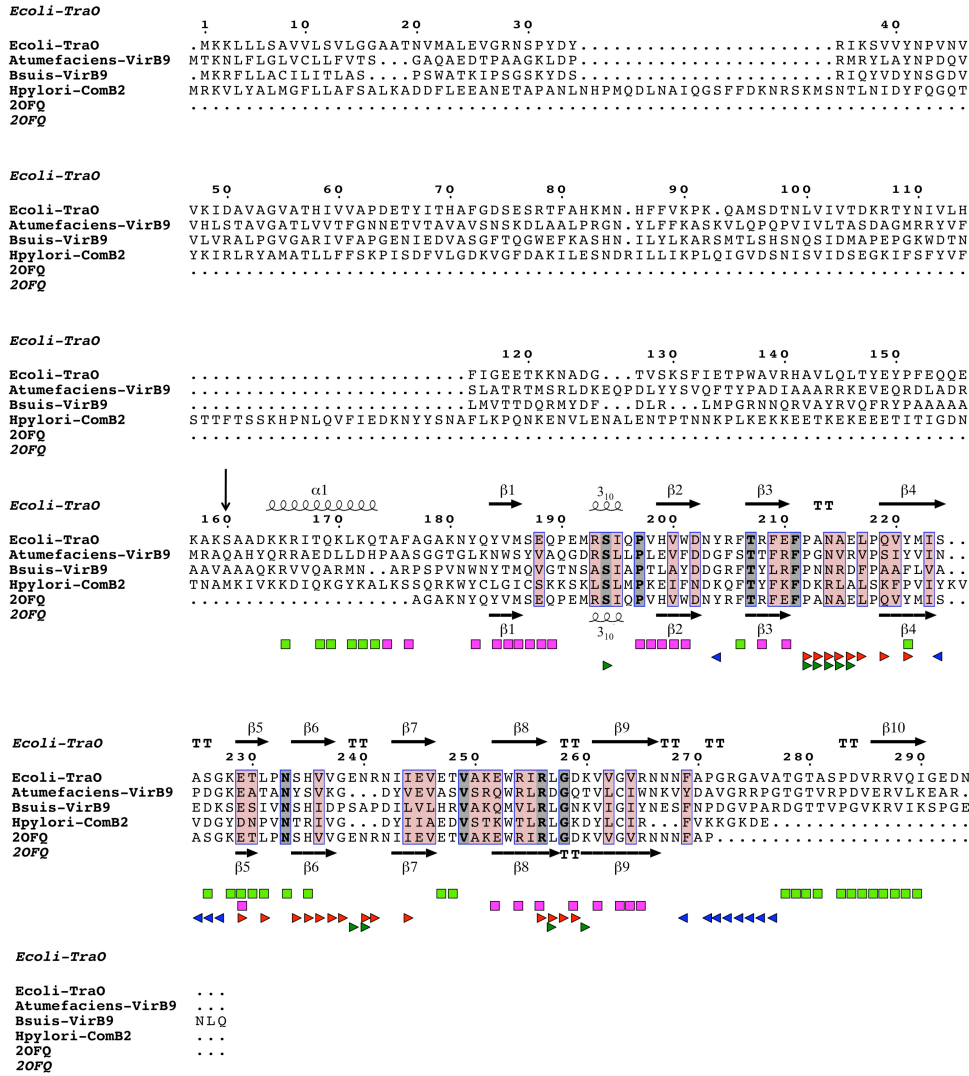 Ecoli-TraO
1 10 20 30 40
Ecoli-TraO .MKKLLLSAVVLSVLGGAATNVMALEVGRNSPYDY.......................RIKSVVYNPVNV
Atumefaciens-VirB9 MTKNLFLGLVCLLFVTS...GAQAEDTPAAGKLDP.......................RMRYLAYNPDQV
Bsuis-VirB9 .MKRFLLACILITLAS....PSWATKIPSGSKYDS.......................RIQYVDYNSGDV
Hpylori-ComB2 MRKVLYALMGFLLAFSALKADDFLEEANETAPANLNHPMQDLNAIQGSFFDKNRSKMSNTLNIDYFQGQT
2OFQ ......................................................................
2OFQ
Ecoli-TraO
50 60 70 80 90 100 110
Ecoli-TraO VKIDAVAGVATHIVVAPDETYITHAFGDSESRTFAHKMN.HFFVKPK.QAMSDTNLVIVTDKRTYNIVLH
Atumefaciens-VirB9 VHLSTAVGATLVVTFGNNETVTAVAVSNSKDLAALPRGN.YLFFKASKVLQPQPVIVLTASDAGMRRYVF
Bsuis-VirB9 VLVRALPGVGARIVFAPGENIEDVASGFTQGWEFKASHN.ILYLKARSMTLSHSNQSIDMAPEPGKWDTN
Hpylori-ComB2 YKIRLRYAMATLLFFSKPISDFVLGDKVGFDAKILESNDRILLIKPLQIGVDSNISVIDSEGKIFSFYVF
2OFQ ......................................................................
2OFQ
Ecoli-TraO
120 130 140 150
Ecoli-TraO .........................FIGEETKKNADG...TVSKSFIETPWAVRHAVLQLTYEYPFEQQE
Atumefaciens-VirB9 .........................SLATRTMSRLDKEQPDLYYSVQFTYPADIAAARRKEVEQRDLADR
Bsuis-VirB9 .........................LMVTTDQRMYDF..DLR...LMPGRNNQRVAYRVQFRYPAAAAA
Hpylori-ComB2 STTFTSSKHPNLQVFIEDKNYYSNAFLKPQNKENVLENALENTPTNNKPLKEKKEETKEKEEETITIGDN
2OFQ ......................................................................
2OFQ
α1 β1 3₁₀ β2 β3 β4
Ecoli-TraO TT
160 170 180 190 200 210 220
Ecoli-TraO KAKSAADKKRITQKLKQTAFAGAKNYQYVMSEQPEMRSIQPVHVWDNYRFTRFEFPANAELPQVYMIS..
Atumefaciens-VirB9 MRAQAHYQRRAEDLLDHPAASGGTGLKNWSYVAQGDRSLLPLEVFDNGFSTTFRFPGNVRIPSIYVIN..
Bsuis-VirB9 AAVAAAQKRVVQARMN..ARPSPVNWNYTMQVGTNSASIAPTLAYDDGRFTYLRFPNNRDFPAAFLVA..
Hpylori-ComB2 TNAMKIVKKDIQKGYKALKSSQRKWYCLGICSKKSKLSLMPKEIFNDKQFTYFKFDKRLALSKFPVIYKV
2OFQ ....................AGAKNYQYVMSEQPEMRSIQPVHVWDNYRFTRFEFPANAELPQVYMIS..
2OFQ
β1 3₁₀ β2 β3 β4
β5 β6 β7 β8 β9 β10
Ecoli-TraO TT TT TT TT TT TT
230 240 250 260 270 280 290
Ecoli-TraO ASGKETLPNSHVVGENRNIIEVETVAKEWRIRLGDKVVGVRNNNFAPGRGAVATGTASPDVRRVQIGEDN
Atumefaciens-VirB9 PDGKEATANYSVKG...DYVEVASVSRQWRLRDGQTVLCIWNKVYDAVGRRPGTGTVRPDVERVLKEAR.
Bsuis-VirB9 EDKSESIVNSHIDPSAPDILVLHRVAKQMVLRLGNKVIGIYNESFNPDGVPARDGTTVPGVKRVIKSPGE
Hpylori-ComB2 VDGYDNPVNTRIVG...DYIIAEDVSTKWTLRLGKDYLCIR...FVKKGKDE..................
2OFQ ASGKETLPNSHVVGENRNIIEVETVAKEWRIRLGDKVVGVRNNNFAP.......................
2OFQ TT
β5 β6 β7 β8 β9
Ecoli-TraO
Ecoli-TraO ...
Atumefaciens-VirB9 ...
Bsuis-VirB9 NLQ
Hpylori-ComB2 ...
2OFQ ...
2OFQ